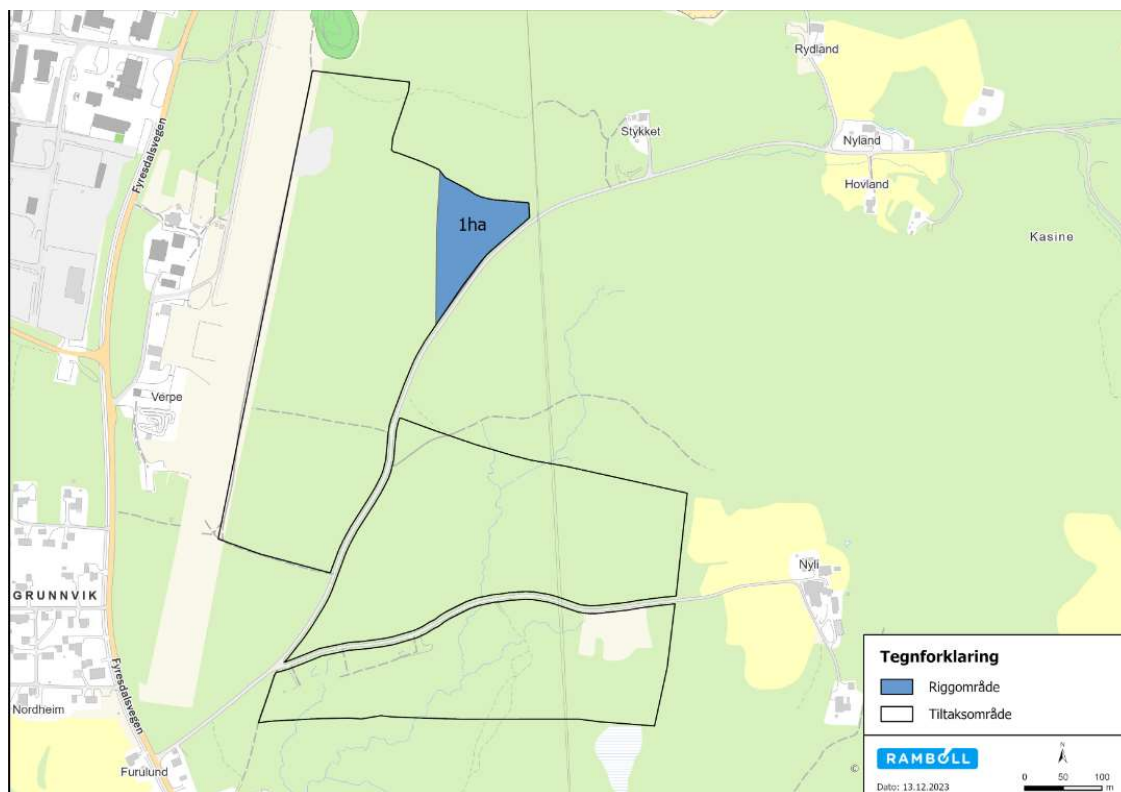 Rydland
Fyresdalsvegen
Stykket
Nyland
Hovland
1ha
Kasine
Verpe
Nyli
GRUNNVIK
Fyresdalsvegen
Nordheim
Furulund
Tegnforklaring
Riggområde
Tiltaksområde
RAMBOLL
Dato: 13.12.2023
N
0 50 100
m
©